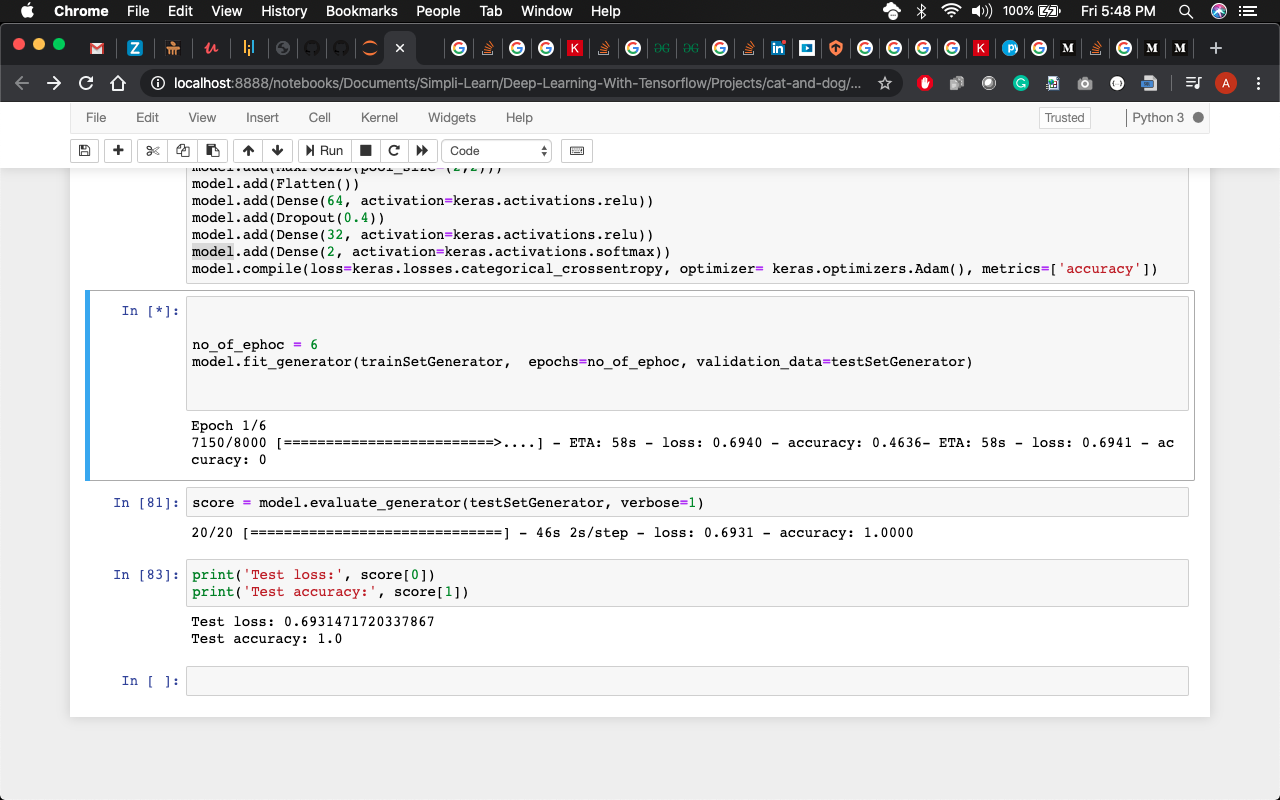 Chrome File Edit View History Bookmarks People Tab Window Help 100% Fri 5:48 PM
localhost:8888/notebooks/Documents/Simpli-Learn/Deep-Learning-With-Tensorflow/Projects/cat-and-dog/... A
File Edit View Insert Cell Kernel Widgets Help Trusted Python 3
Run Code
model.add(MaxPool2D(pool_size=(2,2)))
model.add(Flatten())
model.add(Dense(64, activation=keras.activations.relu))
model.add(Dropout(0.4))
model.add(Dense(32, activation=keras.activations.relu))
model.add(Dense(2, activation=keras.activations.softmax))
model.compile(loss=keras.losses.categorical_crossentropy, optimizer= keras.optimizers.Adam(), metrics=['accuracy'])
In [*]:
no_of_ephoc = 6
model.fit_generator(trainSetGenerator,  epochs=no_of_ephoc, validation_data=testSetGenerator)
Epoch 1/6
7150/8000 [=========================>....] - ETA: 58s - loss: 0.6940 - accuracy: 0.4636- ETA: 58s - loss: 0.6941 - ac
curacy: 0
In [81]: score = model.evaluate_generator(testSetGenerator, verbose=1)
20/20 [==============================] - 46s 2s/step - loss: 0.6931 - accuracy: 1.0000
In [83]: print('Test loss:', score[0])
print('Test accuracy:', score[1])
Test loss: 0.6931471720337867
Test accuracy: 1.0
In [ ]: